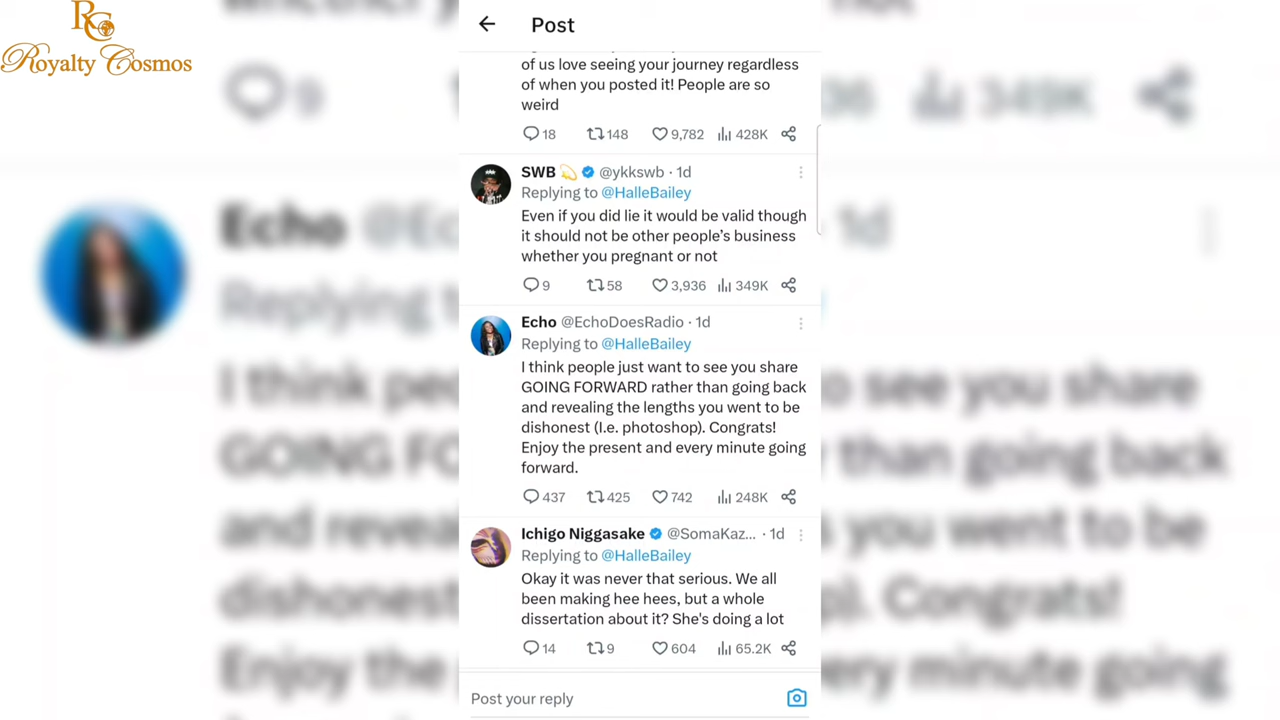 RC
Royalty Cosmos
Post
of us love seeing your journey regardless
of when you posted it! People are so
weird
18 148 9,782 428K
SWB 💫 @ykkswb · 1d
Replying to @HalleBailey
Even if you did lie it would be valid though
it should not be other people’s business
whether you pregnant or not
9 58 3,936 349K
Echo @EchoDoesRadio · 1d
Replying to @HalleBailey
I think people just want to see you share
GOING FORWARD rather than going back
and revealing the lengths you went to be
dishonest (I.e. photoshop). Congrats!
Enjoy the present and every minute going
forward.
437 425 742 248K
Ichigo Niggasake @SomaKaz... · 1d
Replying to @HalleBailey
Okay it was never that serious. We all
been making hee hees, but a whole
dissertation about it? She's doing a lot
14 9 604 65.2K
Post your reply